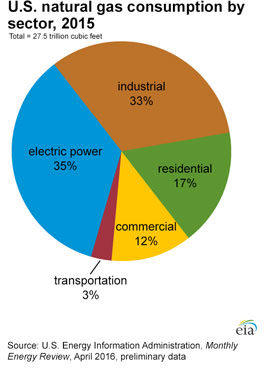 U.S. natural gas consumption by
sector, 2015
Total = 27.5 trillion cubic feet
industrial
33%
electric power
35%
residential
17%
commercial
12%
transportation
3%
eia
Source: U.S. Energy Information Administration, Monthly
Energy Review, April 2016, preliminary data